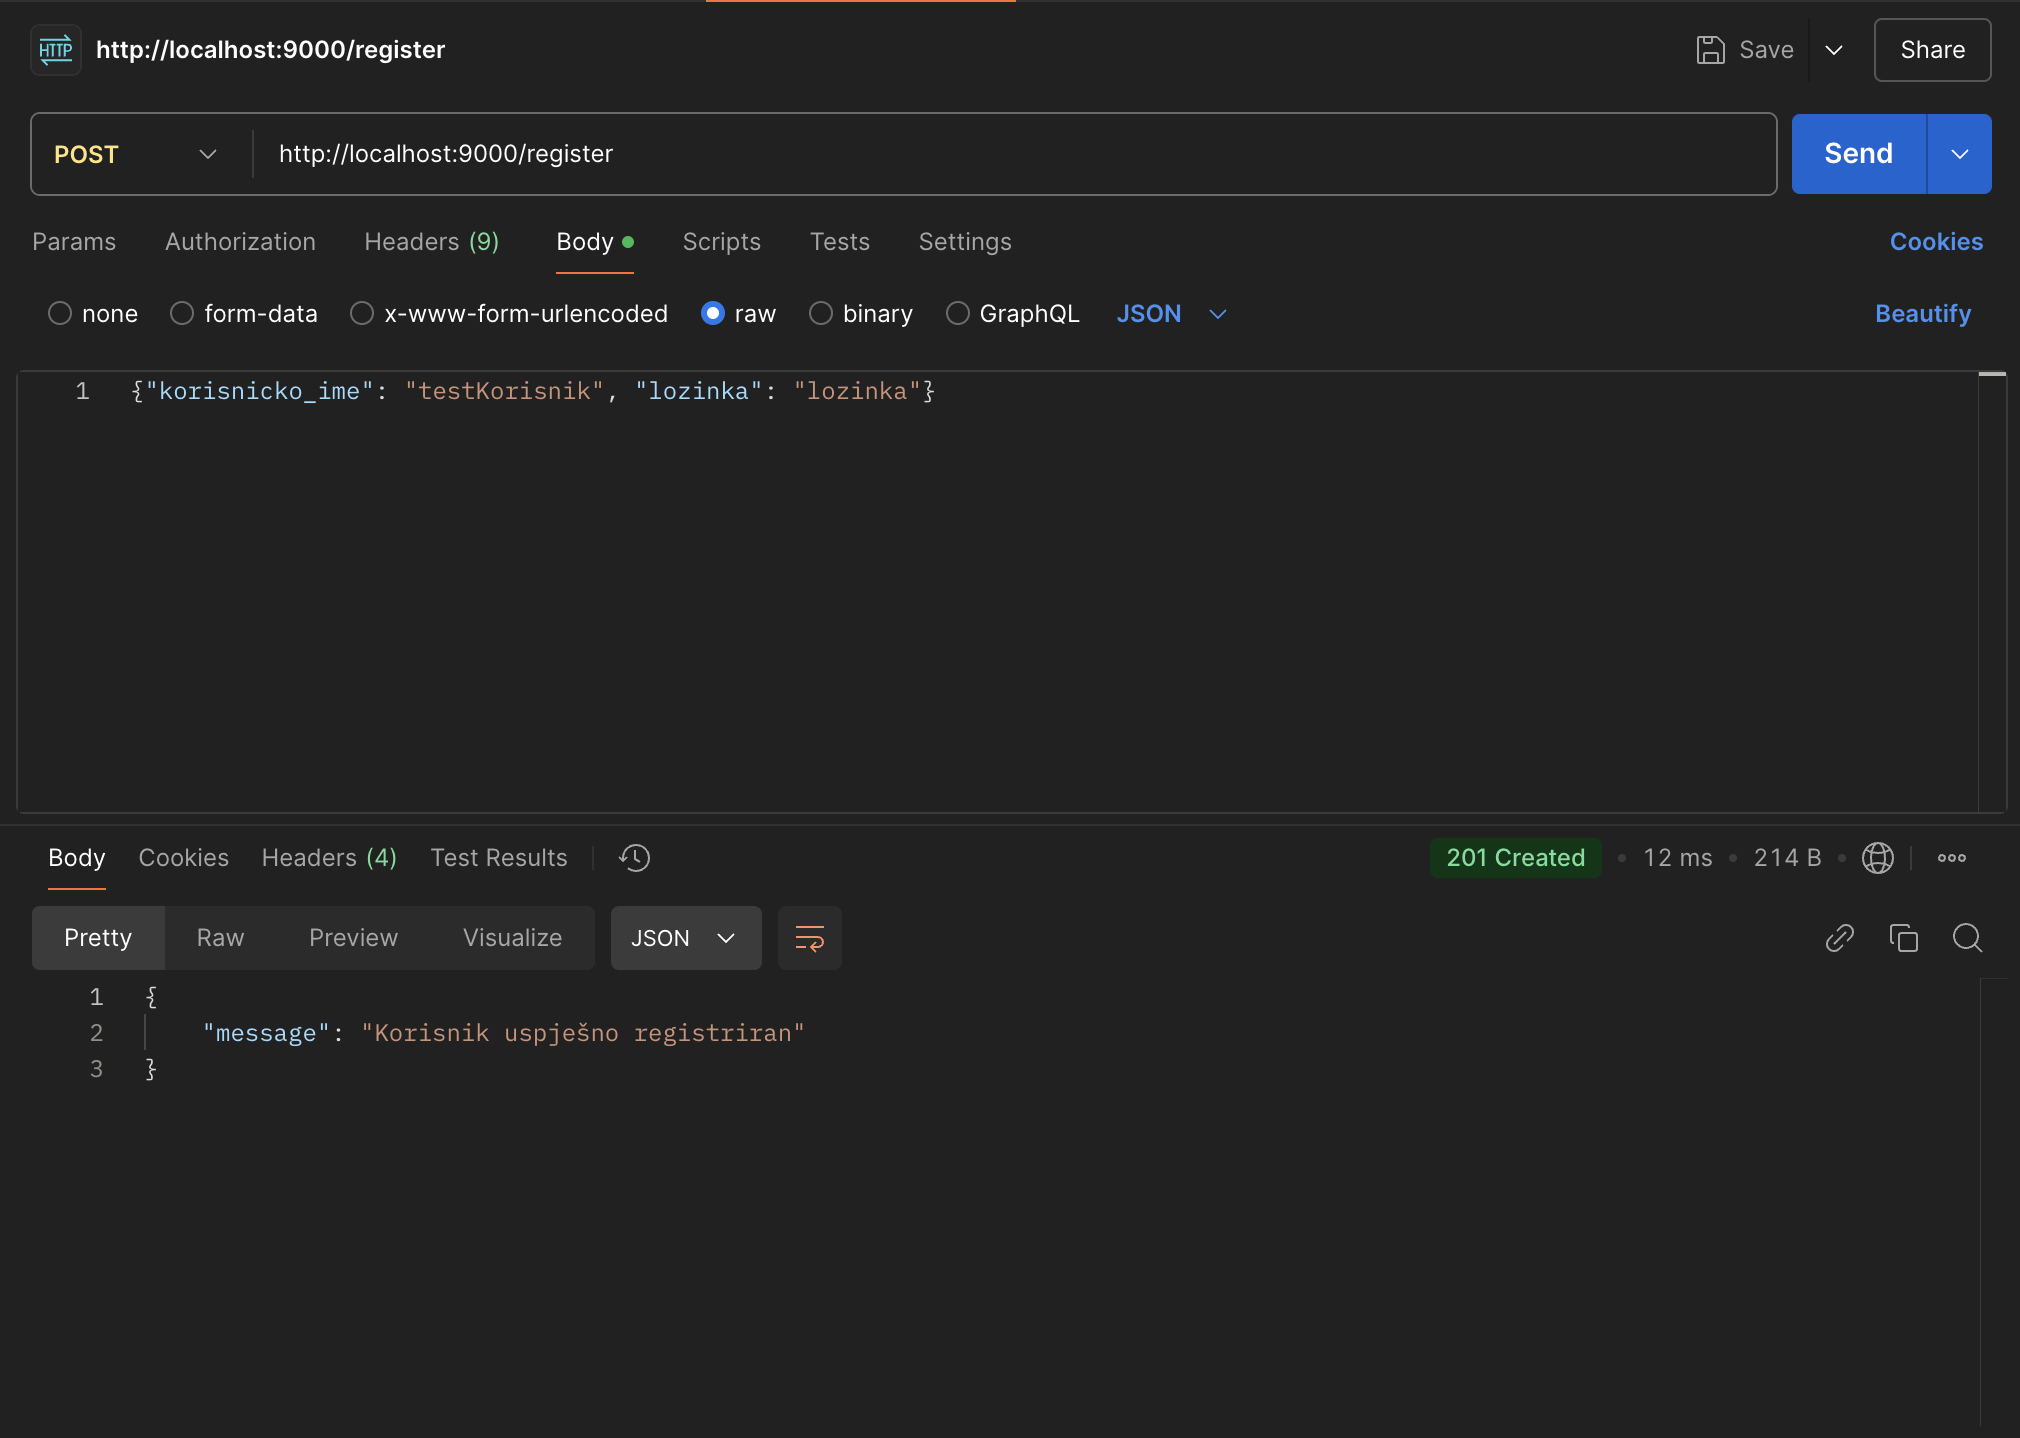 HTTP http://localhost:9000/register Save Share
POST http://localhost:9000/register Send
Params Authorization Headers (9) Body Scripts Tests Settings Cookies
none form-data x-www-form-urlencoded raw binary GraphQL JSON Beautify
1 {"korisnicko_ime": "testKorisnik", "lozinka": "lozinka"}
Body Cookies Headers (4) Test Results 201 Created • 12 ms • 214 B •
Pretty Raw Preview Visualize JSON
1 {
2 "message": "Korisnik uspješno registriran"
3 }